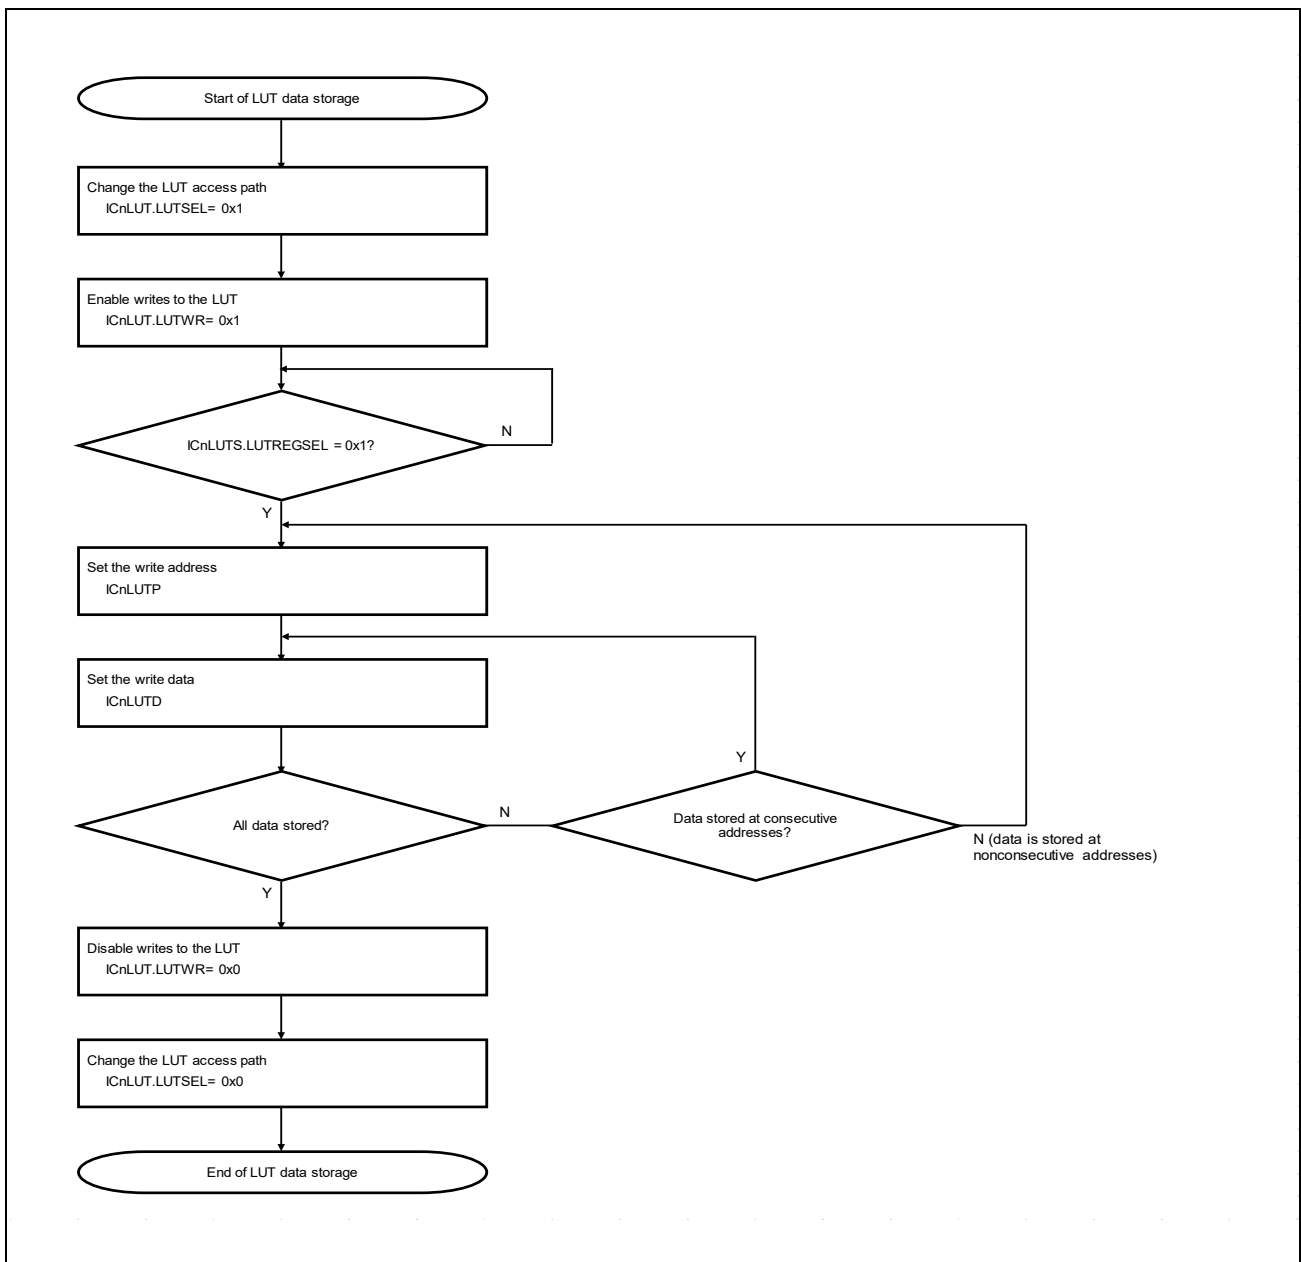 Start of LUT data storage
Change the LUT access path
ICnLUT.LUTSEL= 0x1
Enable writes to the LUT
ICnLUT.LUTWR= 0x1
ICnLUTS.LUTREGSEL = 0x1?
N
Y
Set the write address
ICnLUTP
Set the write data
ICnLUTD
All data stored?
N
Y
Data stored at consecutive
addresses?
Y
N (data is stored at
nonconsecutive addresses)
Disable writes to the LUT
ICnLUT.LUTWR= 0x0
Change the LUT access path
ICnLUT.LUTSEL= 0x0
End of LUT data storage